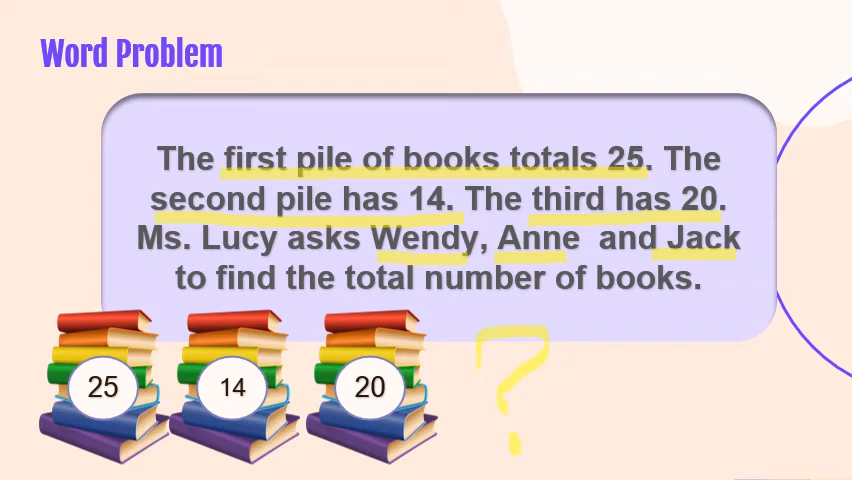 Word Problem
The first pile of books totals 25. The
second pile has 14. The third has 20.
Ms. Lucy asks Wendy, Anne and Jack
to find the total number of books.
25 14 20 ?